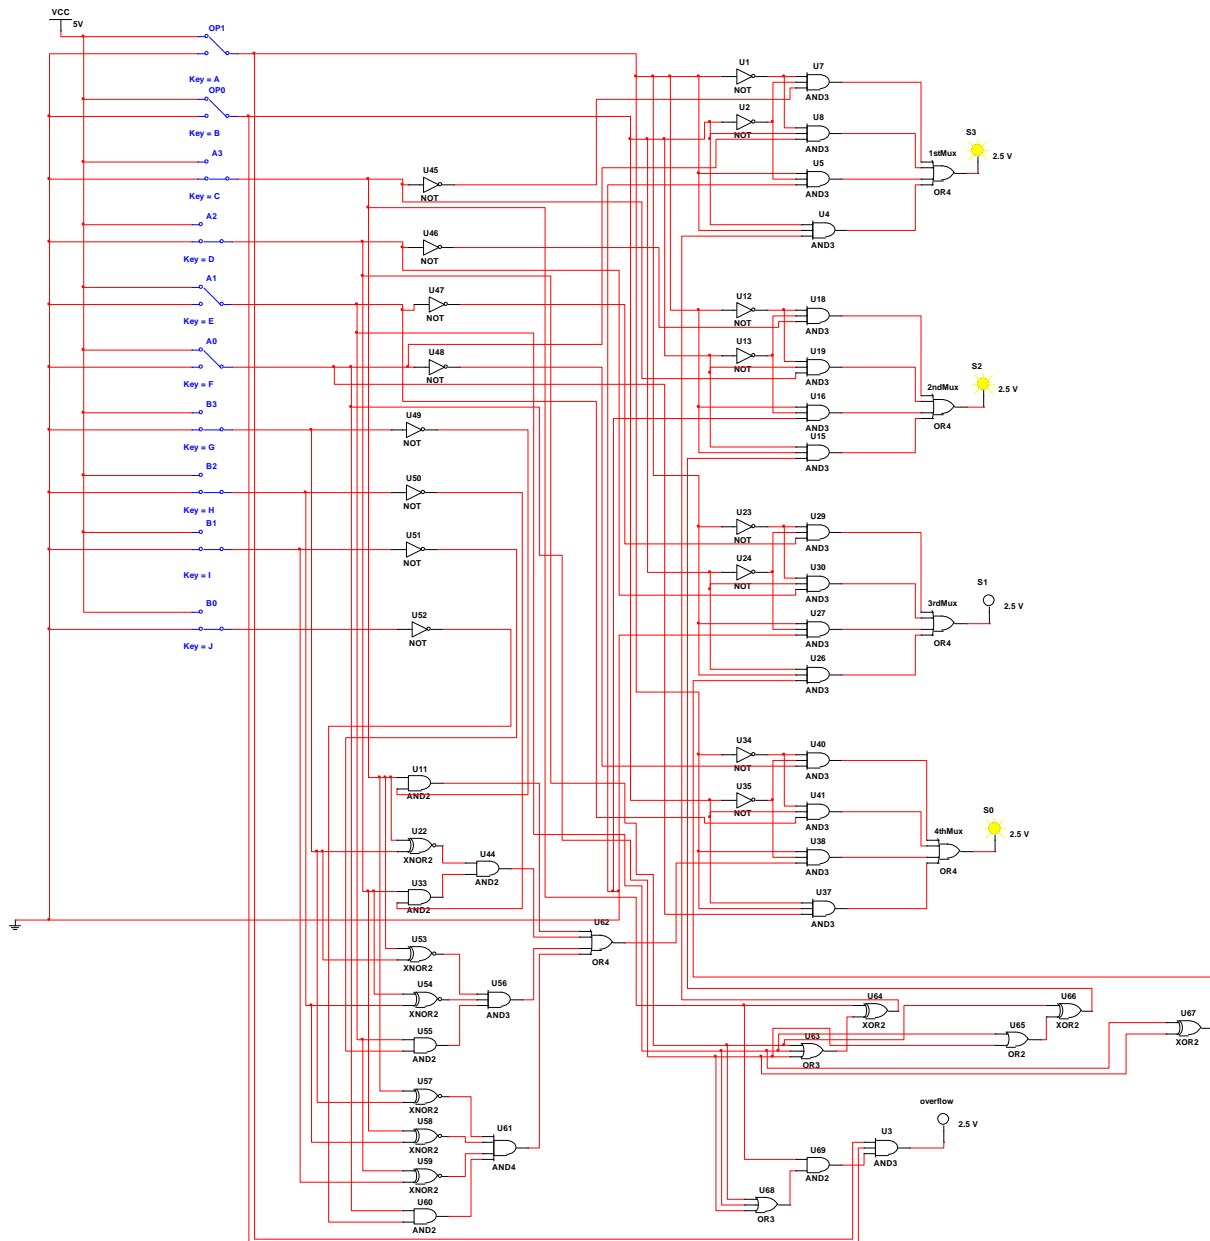 VCC
5V
OP1
Key = A
OP0
Key = B
A3
Key = C
A2
Key = D
A1
Key = E
A0
Key = F
B3
Key = G
B2
Key = H
B1
Key = I
B0
Key = J
U45
NOT
U46
NOT
U47
NOT
U48
NOT
U49
NOT
U50
NOT
U51
NOT
U52
NOT
U1
NOT
U2
NOT
U7
AND3
U8
AND3
U5
AND3
U4
AND3
1stMux
OR4
S3
2.5 V
U12
NOT
U13
NOT
U18
AND3
U19
AND3
U16
AND3
U15
AND3
2ndMux
OR4
S2
2.5 V
U23
NOT
U24
NOT
U29
AND3
U30
AND3
U27
AND3
U26
AND3
3rdMux
OR4
S1
2.5 V
U34
NOT
U35
NOT
U40
AND3
U41
AND3
U38
AND3
U37
AND3
4thMux
OR4
S0
2.5 V
U11
AND2
U22
XNOR2
U44
AND2
U33
AND2
U53
XNOR2
U54
XNOR2
U56
AND3
U55
AND2
U57
XNOR2
U58
XNOR2
U59
XNOR2
U61
AND4
U60
AND2
U62
OR4
U64
XOR2
U63
OR3
U66
XOR2
U65
OR2
U67
XOR2
overflow
2.5 V
U3
AND3
U69
AND2
U68
OR3